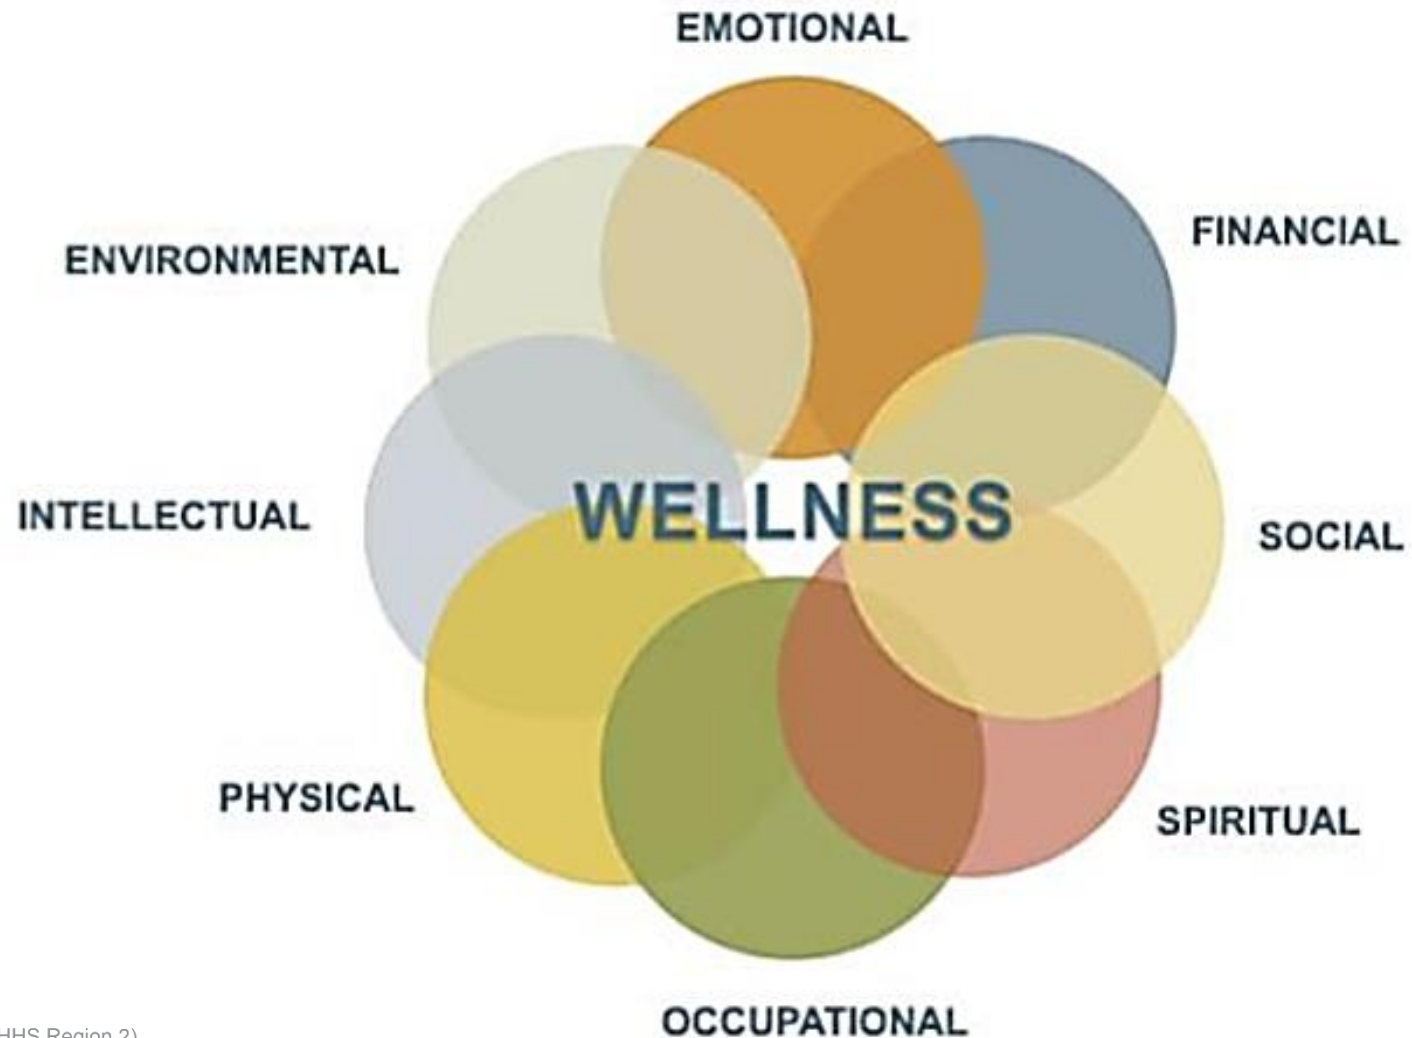 EMOTIONAL
FINANCIAL
ENVIRONMENTAL
INTELLECTUAL
WELLNESS
SOCIAL
PHYSICAL
SPIRITUAL
OCCUPATIONAL
HHS Region 2)